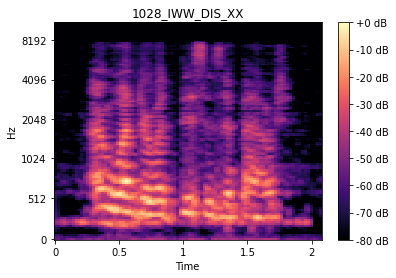 1028_IWW_DIS_XX
+0 dB
8192
-10 dB
4096
-20 dB
-30 dB
2048
Hz
-40 dB
1024
-50 dB
512
-60 dB
-70 dB
0
-80 dB
0 0.5 1 1.5 2
Time